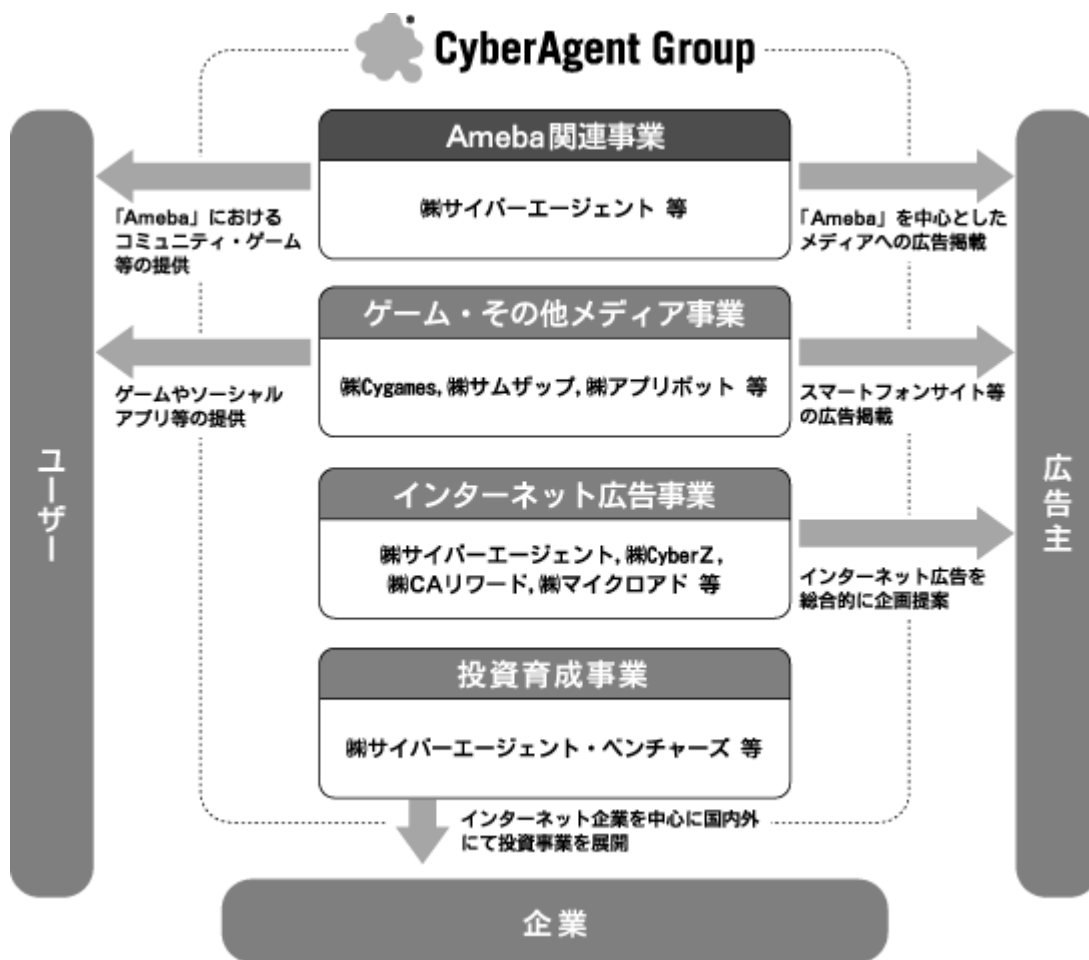 CyberAgent Group
Ameba関連事業
㈱サイバーエージェント 等
「Ameba」における
コミュニティ・ゲーム
等の提供
「Ameba」を中心とした
メディアへの広告掲載
ゲーム・その他メディア事業
㈱Cygames, ㈱サムザップ, ㈱アプリボット 等
ゲームやソーシャル
アプリ等の提供
スマートフォンサイト等
の広告掲載
ユーザー
広告主
インターネット広告事業
㈱サイバーエージェント, ㈱CyberZ,
㈱CAリワード, ㈱マイクロアド 等
インターネット広告を
総合的に企画提案
投資育成事業
㈱サイバーエージェント・ベンチャーズ 等
インターネット企業を中心に国内外
にて投資事業を展開
企業